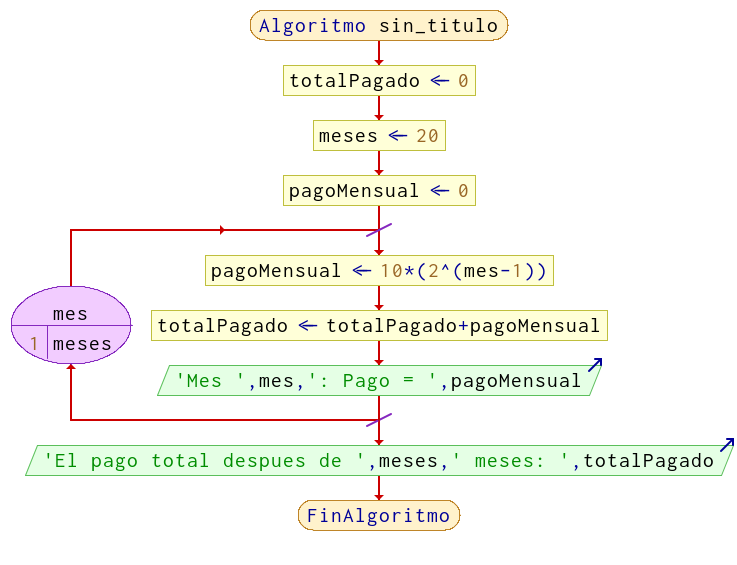 Algoritmo sin_titulo
totalPagado ← 0
meses ← 20
pagoMensual ← 0
pagoMensual ← 10*(2^(mes-1))
mes
1 meses
totalPagado ← totalPagado+pagoMensual
'Mes ',mes,': Pago = ',pagoMensual
'El pago total despues de ',meses,' meses: ',totalPagado
FinAlgoritmo